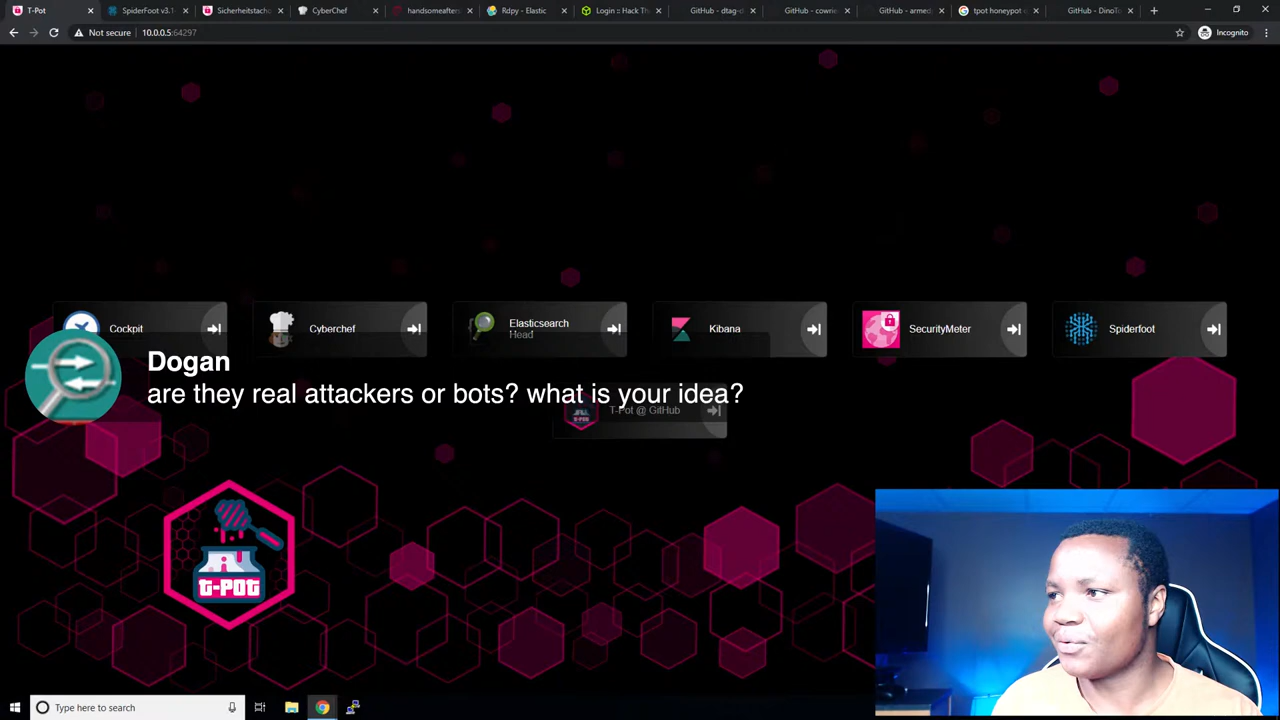 T-Pot
SpiderFoot v3.1
Sicherheitstacho
CyberChef
handsomeafters
Rdpy - Elastic
Login :: Hack Th
GitHub - dtag-d
GitHub - cowrie
GitHub - armed
tpot honeypot
GitHub - DinoTo
Not secure
10.0.0.5:64297
Incognito
Cockpit
Cyberchef
Elasticsearch
Head
Kibana
SecurityMeter
Spiderfoot
Dogan
are they real attackers or bots? what is your idea?
T-Pot @ GitHub
t-POT
Type here to search